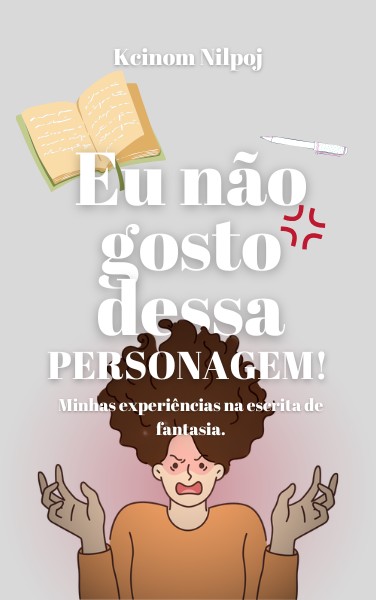 Kcinom Nilpoj
Eu não
gosto
dessa
PERSONAGEM!
Minhas experiências na escrita de
fantasia.